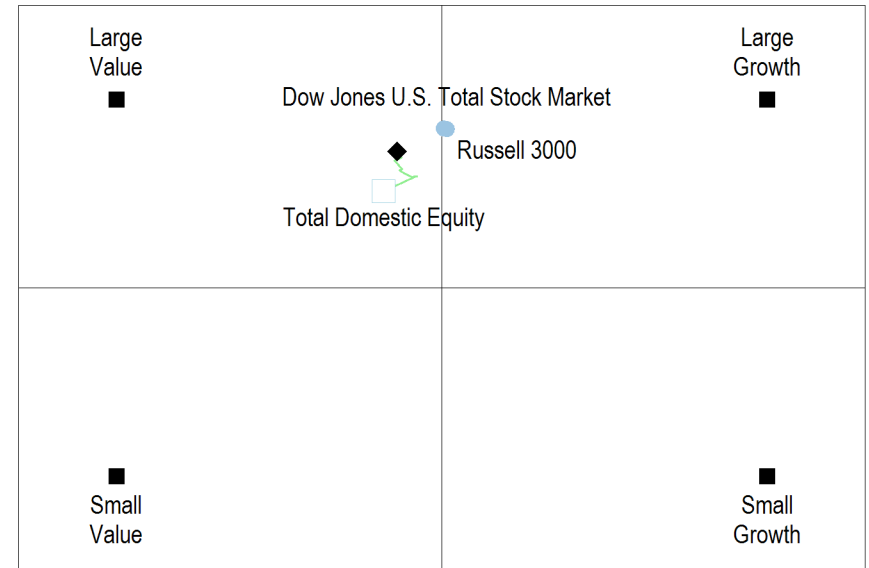 Large
Value
Large
Growth
Dow Jones U.S. Total Stock Market
Russell 3000
Total Domestic Equity
Small
Value
Small
Growth